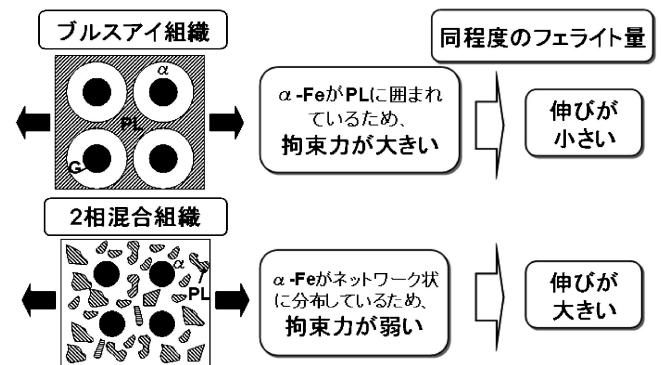 ブルスアイ組織
同程度のフェライト量
α
PL
G
α-FeがPLに囲まれ
ているため、
拘束力が大きい
伸びが
小さい
2相混合組織
α
PL
α-Feがネットワーク状
に分布しているため、
拘束力が弱い
伸びが
大きい